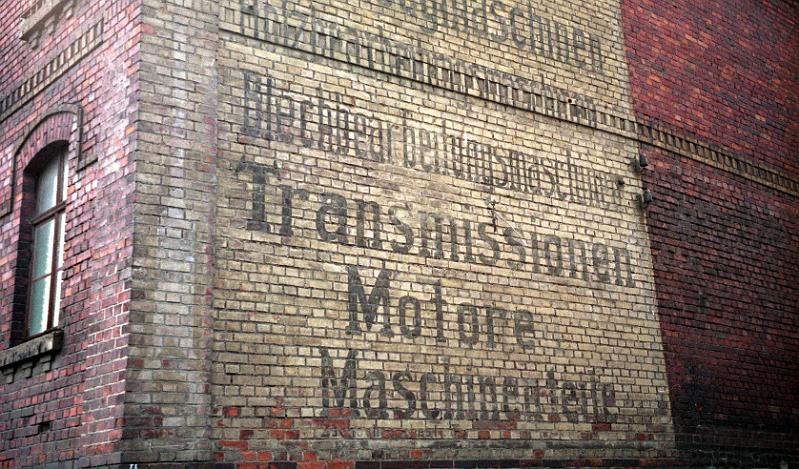 Holzbearbeitungsmaschinen
Blechbearbeitungsmaschinen
Transmissionen
Motore
Maschinenteile